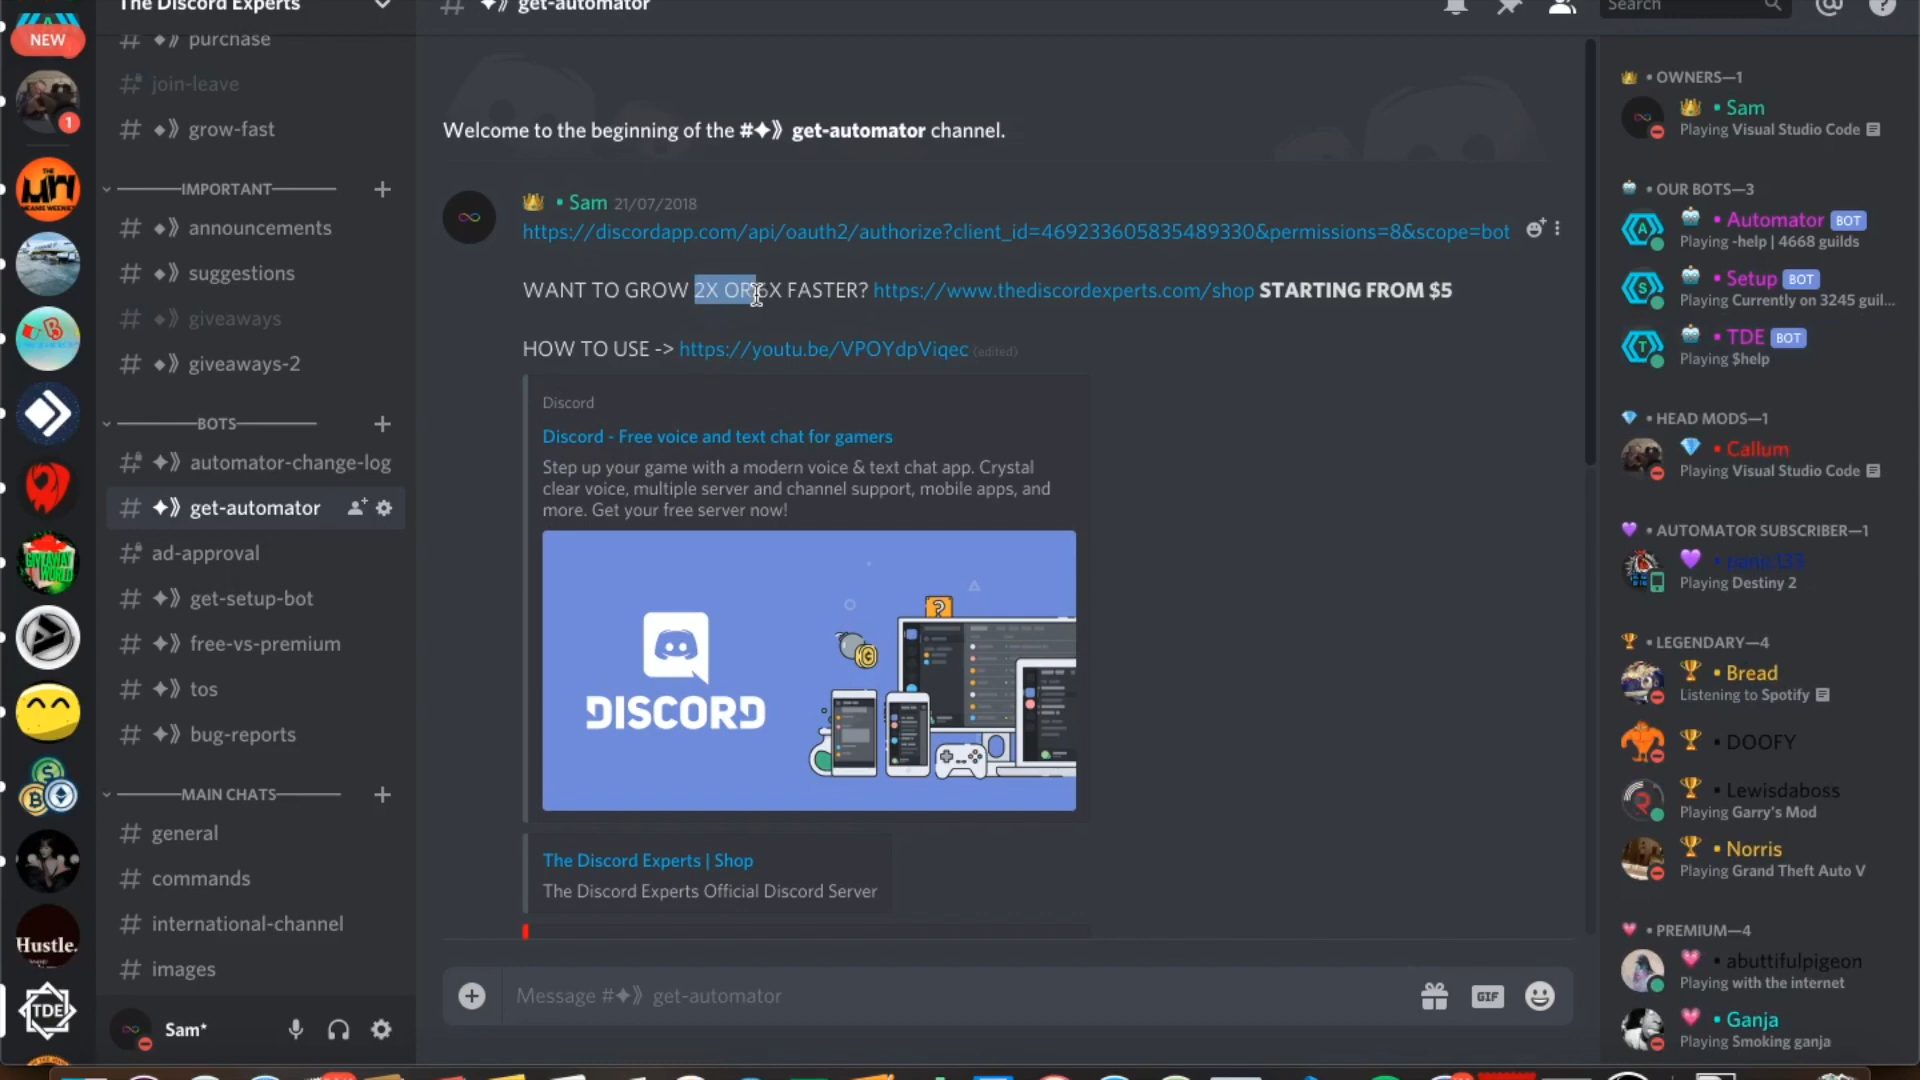 The Discord Experts
NEW
1
purchase
join-leave
grow-fast
IMPORTANT
announcements
suggestions
giveaways
giveaways-2
BOTS
automator-change-log
get-automator
ad-approval
get-setup-bot
free-vs-premium
tos
bug-reports
MAIN CHATS
general
commands
international-channel
images
Hustle.
TDE
Sam*
# get-automator
Search
Welcome to the beginning of the #✦》 get-automator channel.
• Sam 21/07/2018
https://discordapp.com/api/oauth2/authorize?client_id=469233605835489330&permissions=8&scope=bot
WANT TO GROW 2X OR 6X FASTER? https://www.thediscordexperts.com/shop STARTING FROM $5
HOW TO USE -> https://youtu.be/VPOYdpViqec (edited)
Discord
Discord - Free voice and text chat for gamers
Step up your game with a modern voice & text chat app. Crystal
clear voice, multiple server and channel support, mobile apps, and
more. Get your free server now!
DISCORD
The Discord Experts | Shop
The Discord Experts Official Discord Server
Message #✦》 get-automator
GIF
• OWNERS—1
• Sam
Playing Visual Studio Code
• OUR BOTS—3
• Automator BOT
Playing -help | 4668 guilds
• Setup BOT
Playing Currently on 3245 guil...
• TDE BOT
Playing $help
• HEAD MODS—1
• Callum
Playing Visual Studio Code
• AUTOMATOR SUBSCRIBER—1
• panic133
Playing Destiny 2
• LEGENDARY—4
• Bread
Listening to Spotify
• DOOFY
• Lewisdaboss
Playing Garry's Mod
• Norris
Playing Grand Theft Auto V
• PREMIUM—4
• abuttifulpigeon
Playing with the internet
• Ganja
Playing Smoking ganja